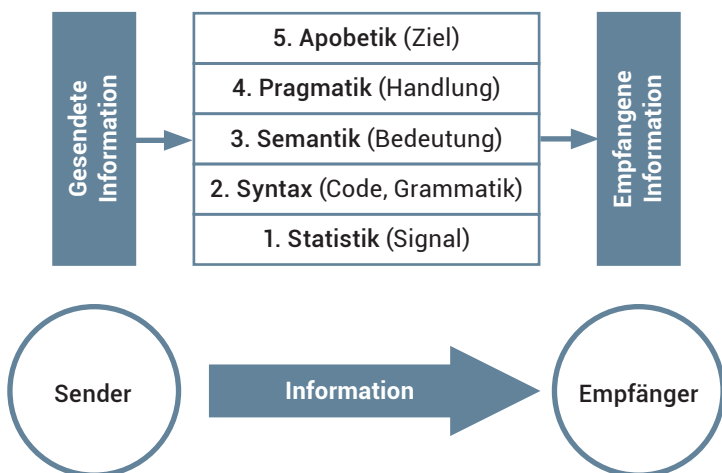 Gesendete
Information
5. Apobetik (Ziel)
4. Pragmatik (Handlung)
3. Semantik (Bedeutung)
2. Syntax (Code, Grammatik)
1. Statistik (Signal)
Empfangene
Information
Sender
Information
Empfänger